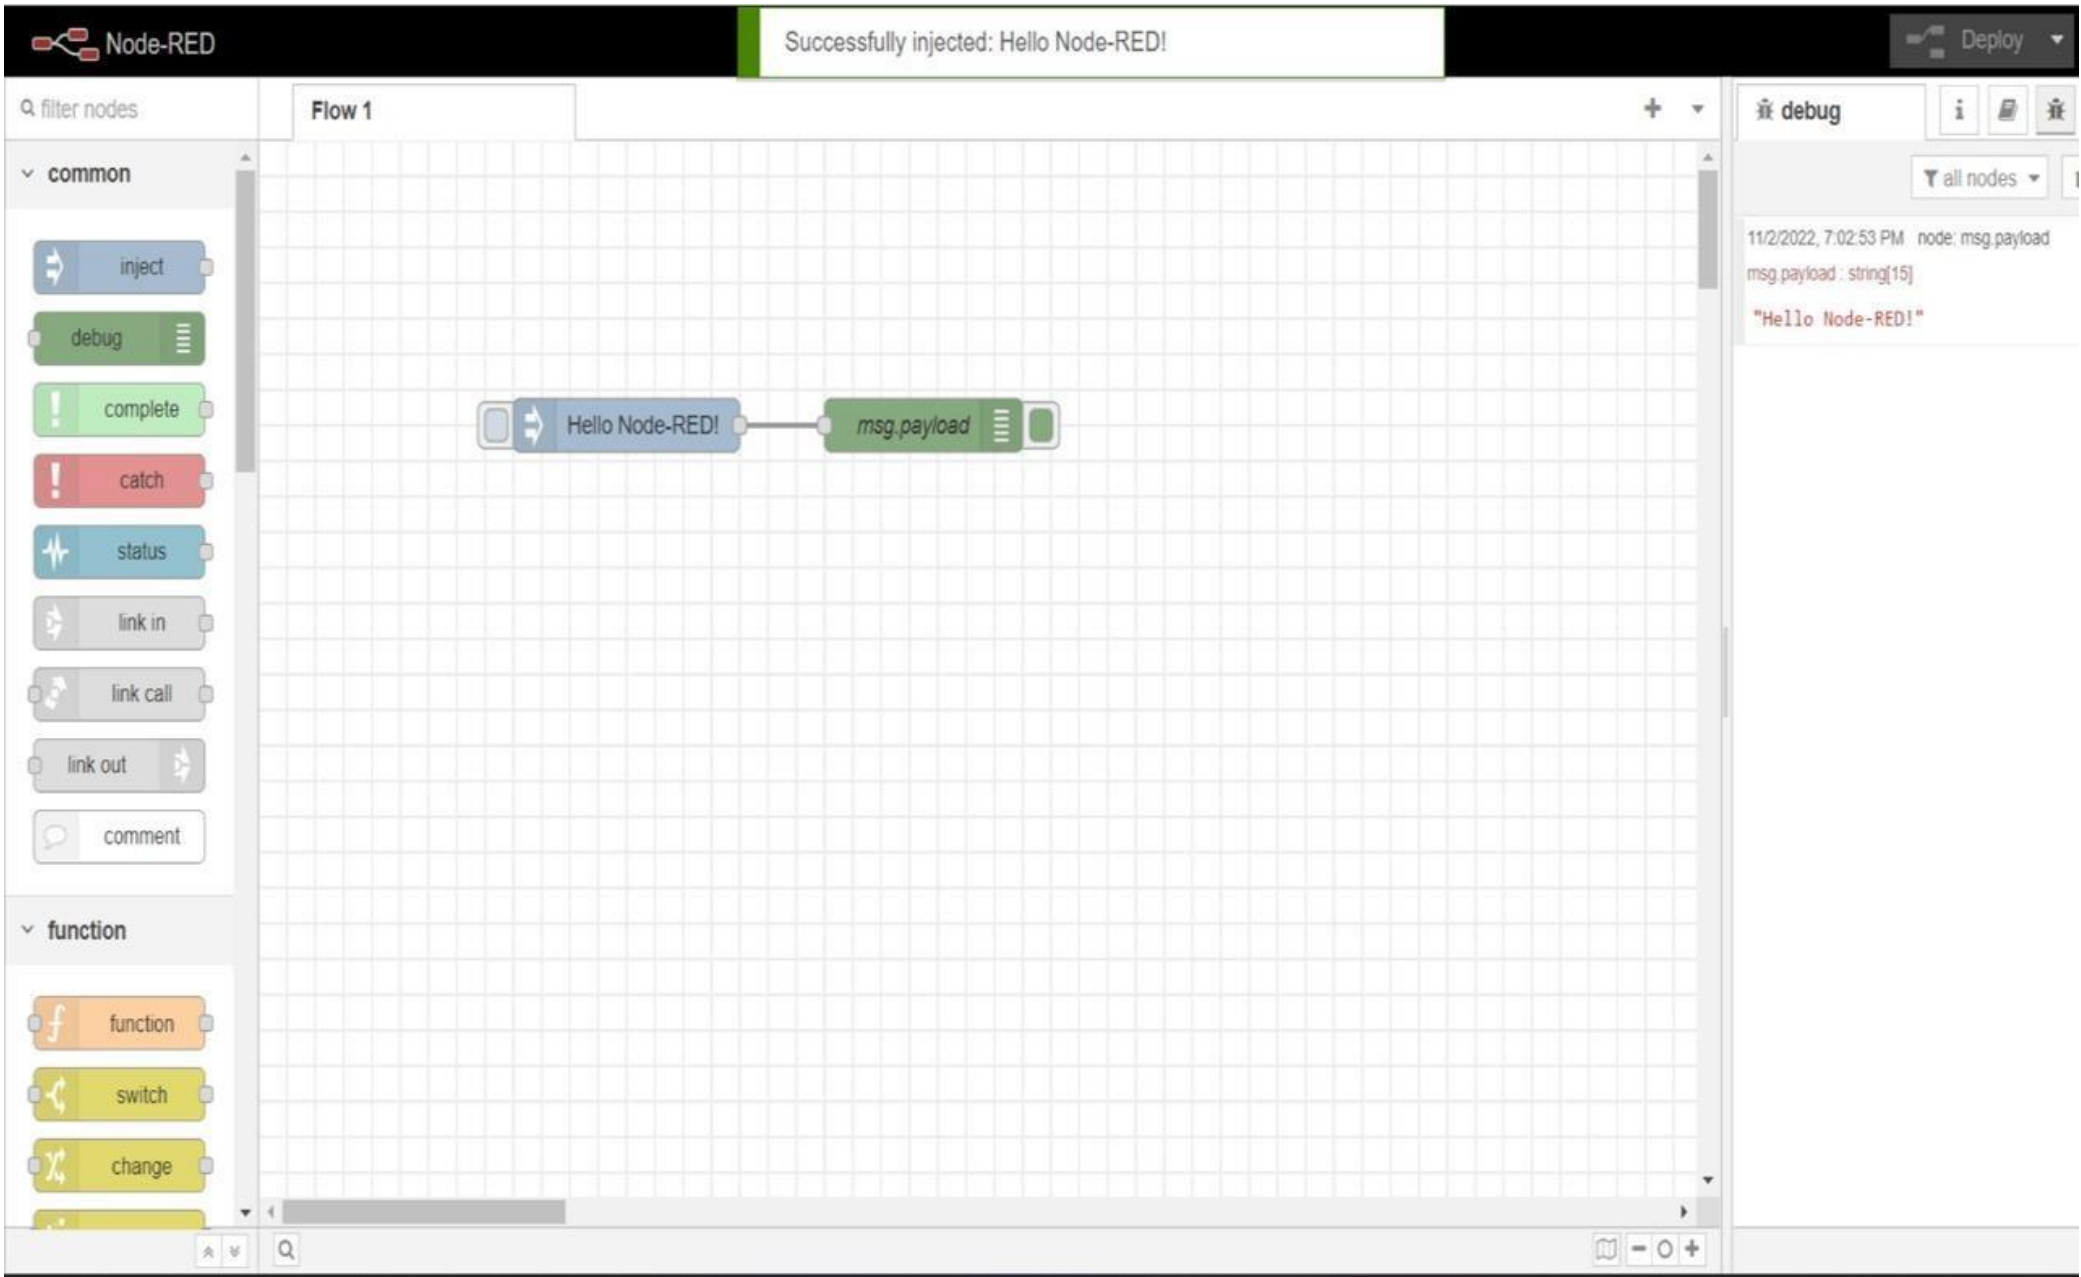 Node-RED
Successfully injected: Hello Node-RED!
Deploy
filter nodes
Flow 1
debug
i
all nodes
common
inject
debug
complete
catch
status
link in
link call
link out
comment
function
function
switch
change
Hello Node-RED!
msg.payload
11/2/2022, 7:02:53 PM node: msg.payload
msg.payload : string[15]
"Hello Node-RED!"